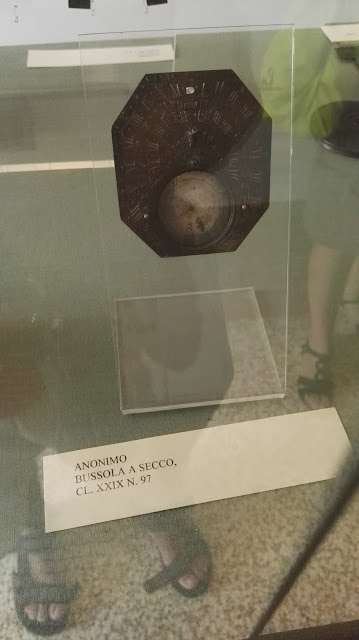 ANONIMO
BUSSOLA A SECCO,
CL. XXIX N. 97